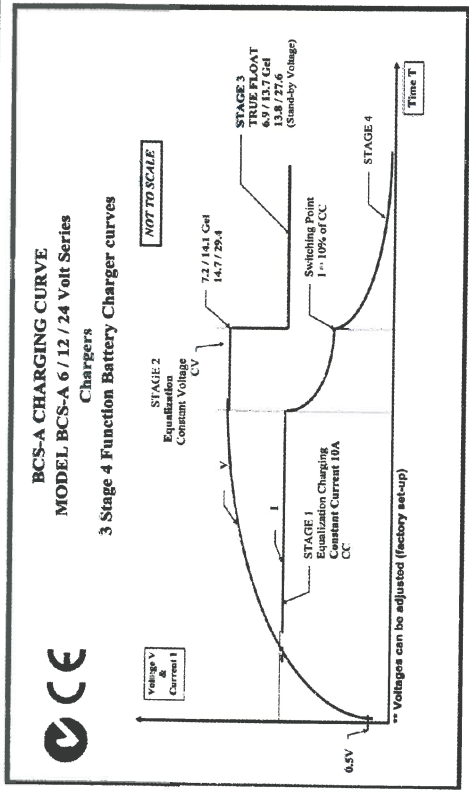 BCS-A CHARGING CURVE
MODEL BCS-A 6 / 12 / 24 Volt Series
Chargers
3 Stage 4 Function Battery Charger curves
CE
NOT TO SCALE
Voltage V
&
Current I
STAGE 2
Equalization
Constant Voltage
CV
7.2 / 14.1 Gel
14.7 / 29.4
STAGE 3
TRUE FLOAT
6.9 / 13.7 Gel
13.8 / 27.6
(Stand-by Voltage)
V
I
STAGE 1
Equalization Charging
Constant Current 10A
CC
Switching Point
I = 10% of CC
STAGE 4
0.5V
Time T
** Voltages can be adjusted (factory set-up)